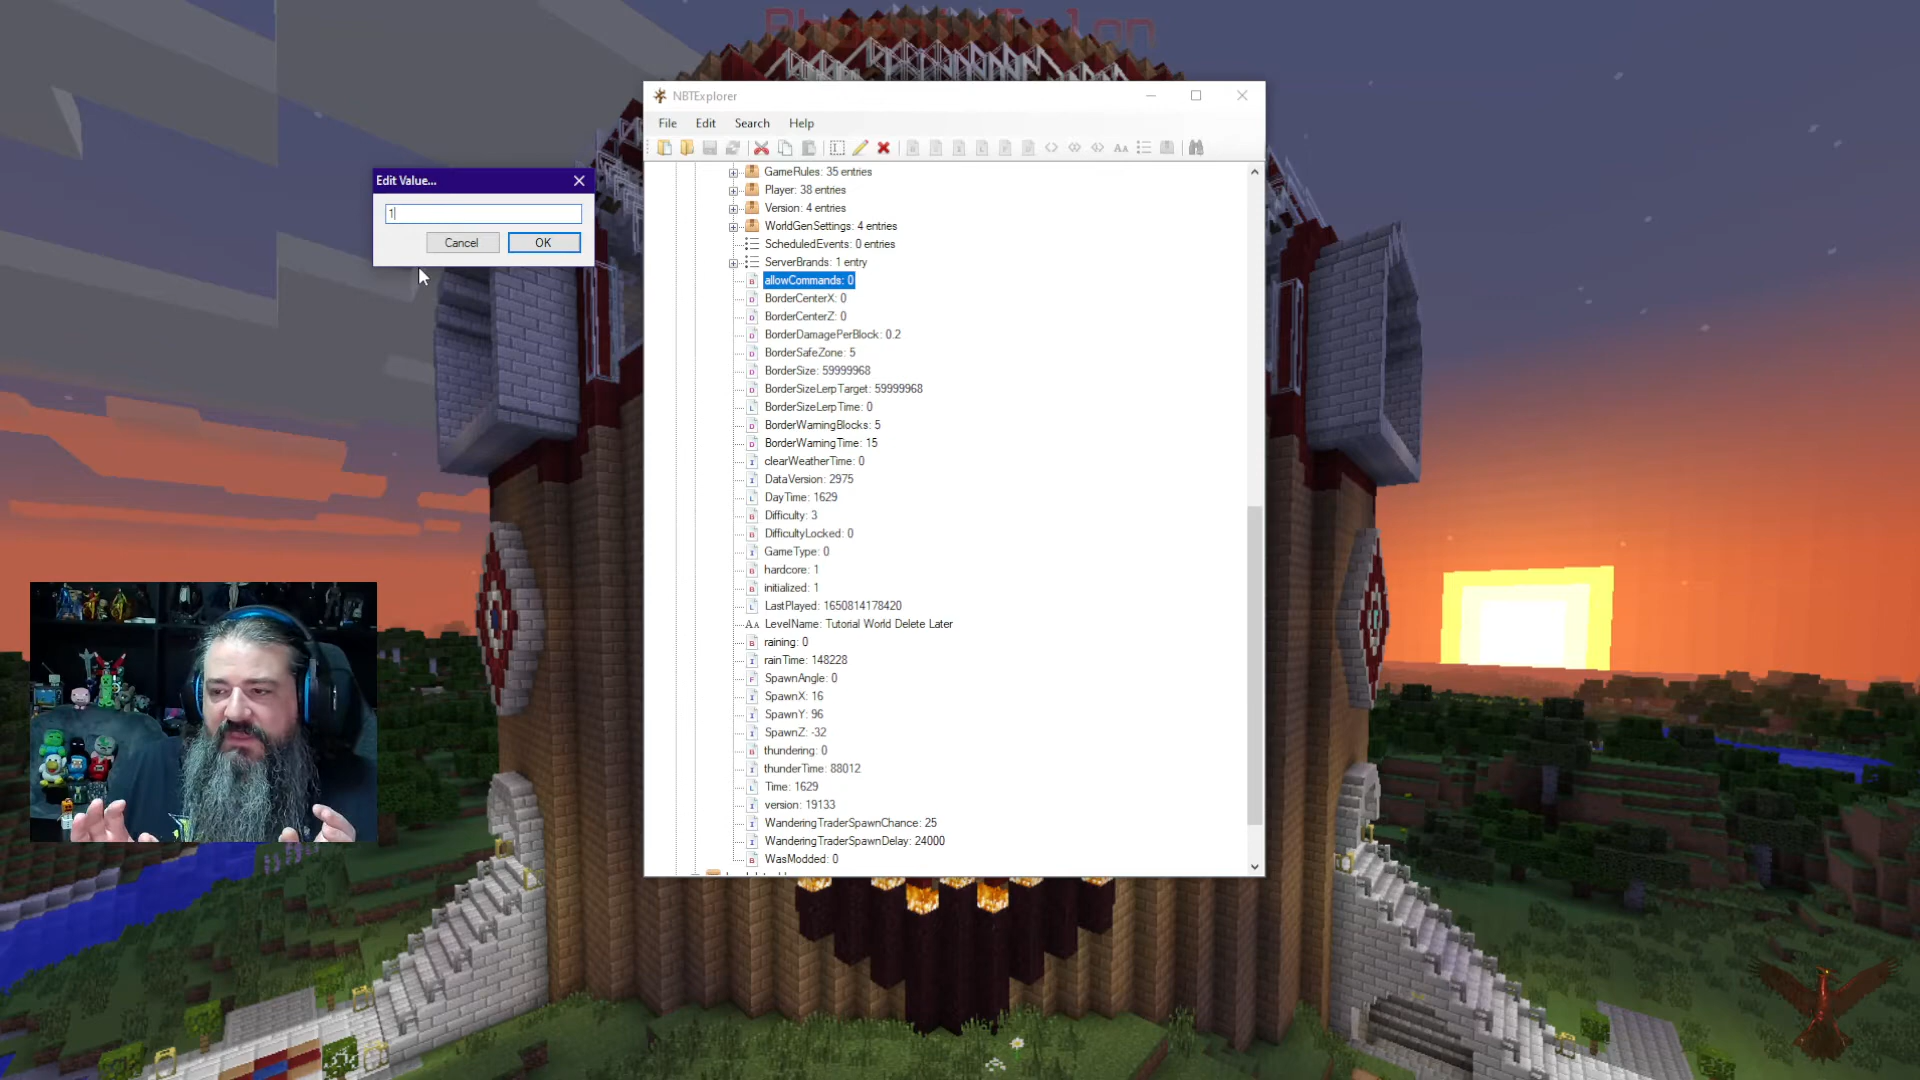 PhoenixTalon
NBTExplorer
File Edit Search Help
Edit Value...
1
Cancel OK
GameRules: 35 entries
Player: 38 entries
Version: 4 entries
WorldGenSettings: 4 entries
ScheduledEvents: 0 entries
ServerBrands: 1 entry
allowCommands: 0
BorderCenterX: 0
BorderCenterZ: 0
BorderDamagePerBlock: 0.2
BorderSafeZone: 5
BorderSize: 59999968
BorderSizeLerpTarget: 59999968
BorderSizeLerpTime: 0
BorderWarningBlocks: 5
BorderWarningTime: 15
clearWeatherTime: 0
DataVersion: 2975
DayTime: 1629
Difficulty: 3
DifficultyLocked: 0
GameType: 0
hardcore: 1
initialized: 1
LastPlayed: 1650814178420
LevelName: Tutorial World Delete Later
raining: 0
rainTime: 148228
SpawnAngle: 0
SpawnX: 16
SpawnY: 96
SpawnZ: -32
thundering: 0
thunderTime: 88012
Time: 1629
version: 19133
WanderingTraderSpawnChance: 25
WanderingTraderSpawnDelay: 24000
WasModded: 0